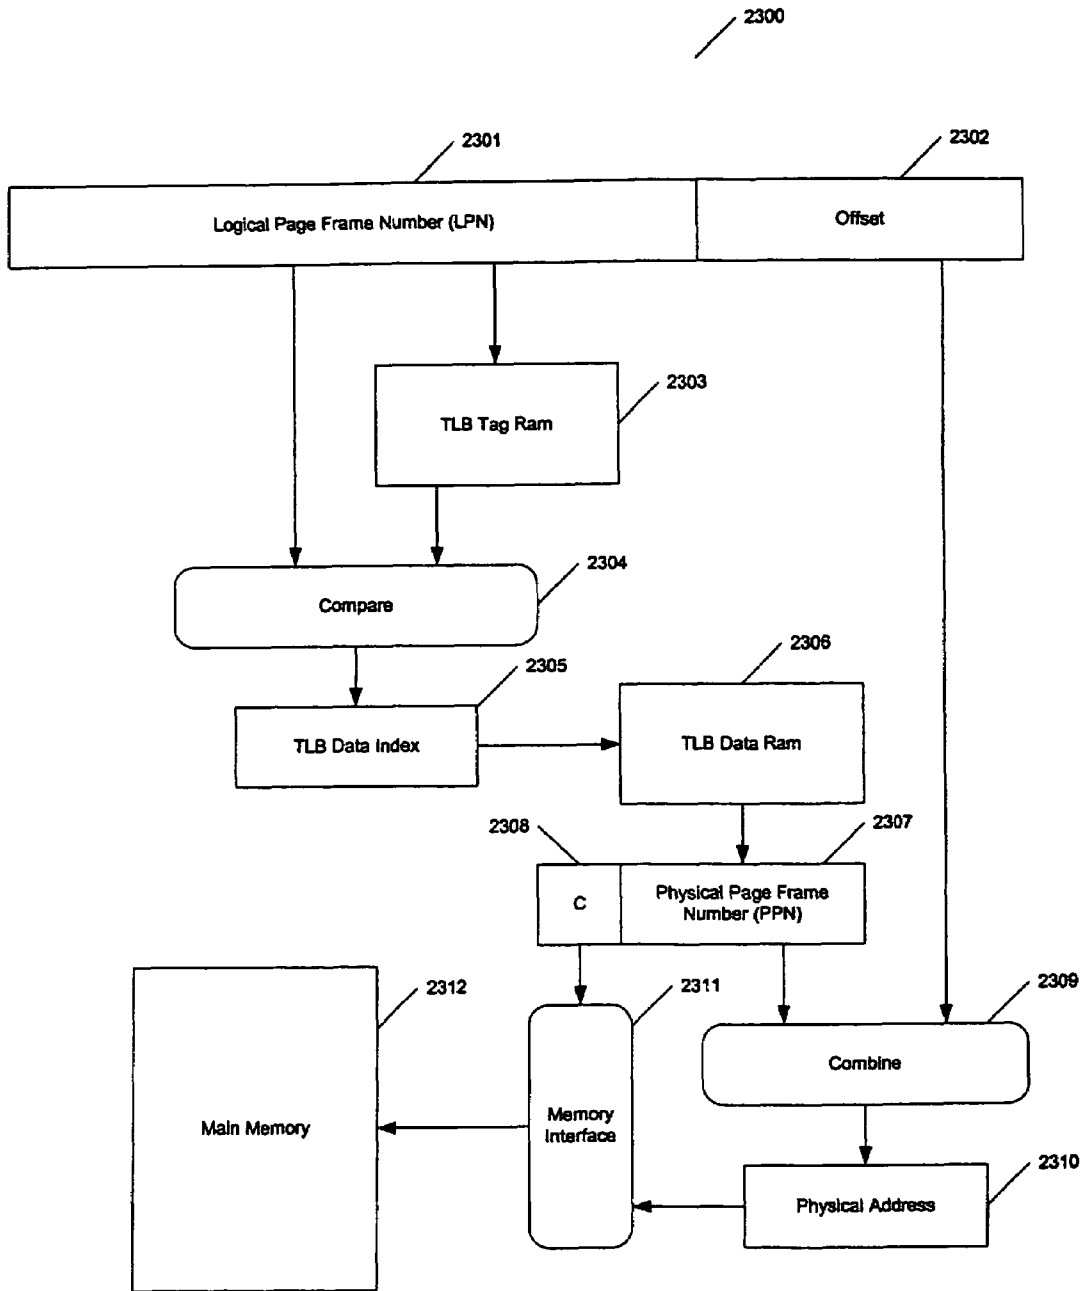 2300
2301
2302
Logical Page Frame Number (LPN)
Offset
2303
TLB Tag Ram
2304
Compare
2305
2306
TLB Data Index
TLB Data Ram
2308
2307
C
Physical Page Frame
Number (PPN)
2312
2311
2309
Combine
Main Memory
Memory
Interface
2310
Physical Address